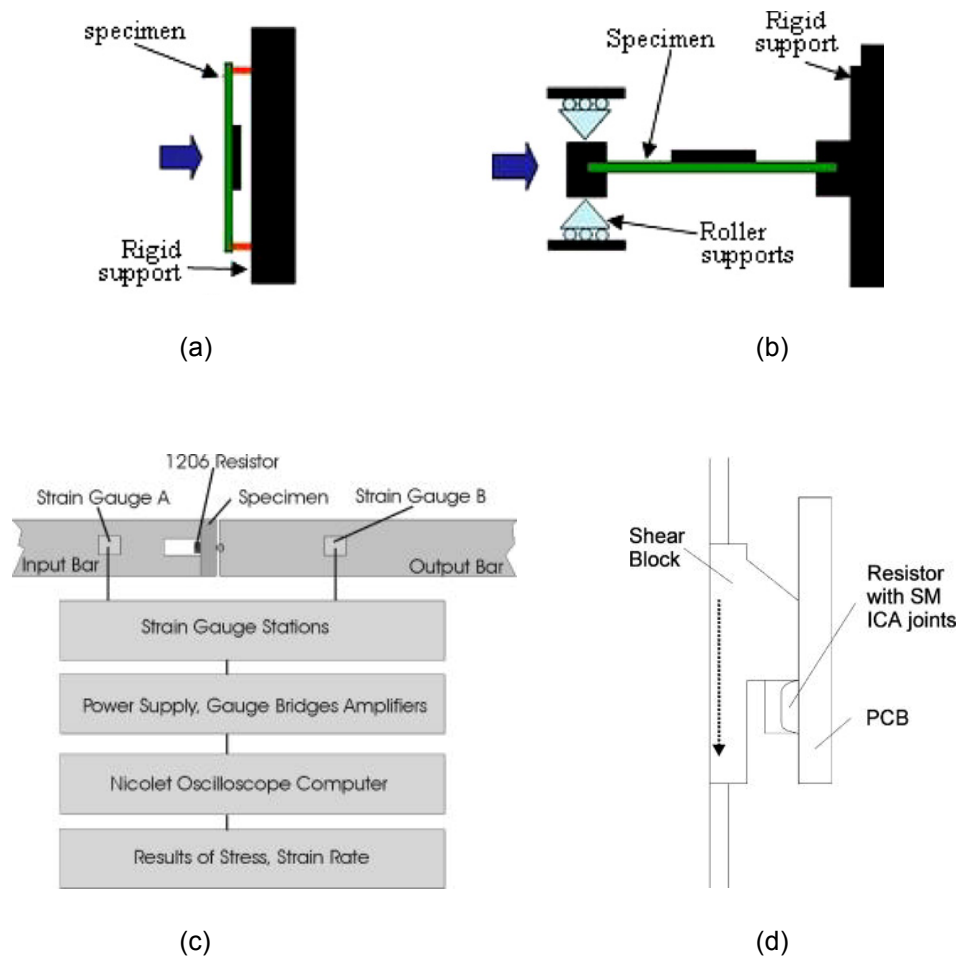 specimen
Rigid
support
(a)
Specimen
Rigid
support
Roller
supports
(b)
1206 Resistor
Strain Gauge A
Specimen
Strain Gauge B
Input Bar
Output Bar
Strain Gauge Stations
Power Supply, Gauge Bridges Amplifiers
Nicolet Oscilloscope Computer
Results of Stress, Strain Rate
(c)
Shear
Block
Resistor
with SM
ICA joints
PCB
(d)